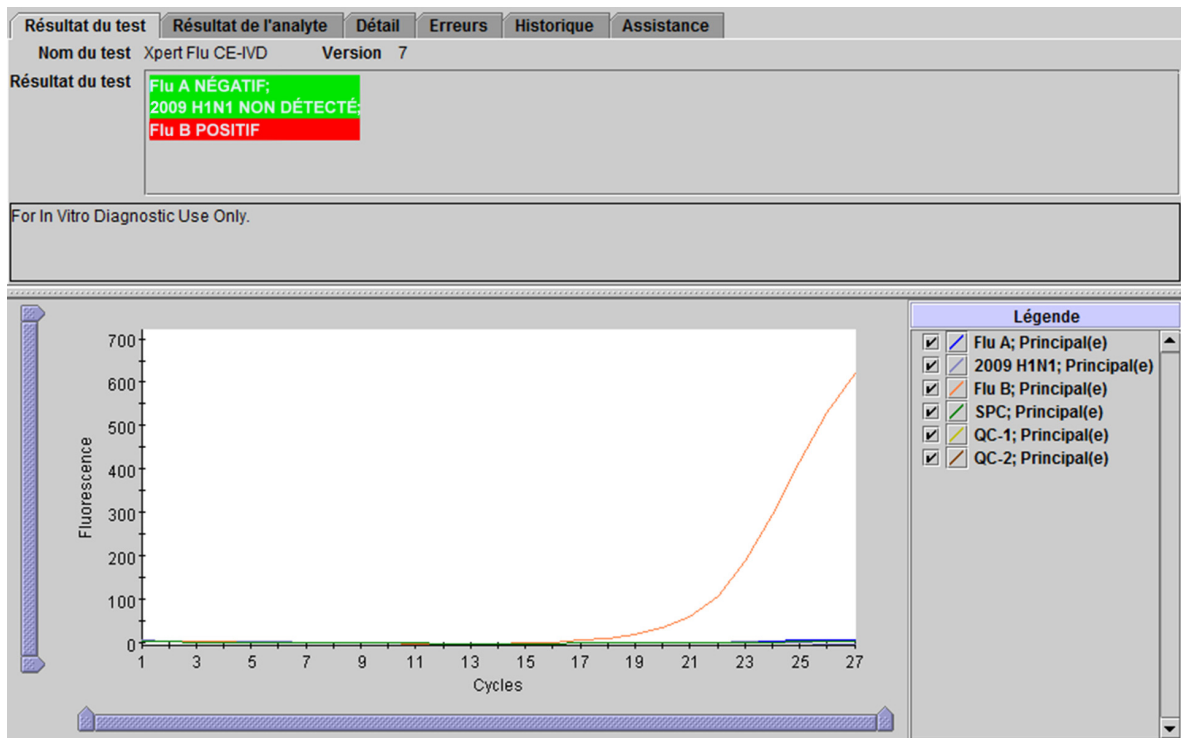 Résultat du test Résultat de l'analyte Détail Erreurs Historique Assistance
Nom du test Xpert Flu CE-IVD Version 7
Résultat du test
Flu A NÉGATIF;
2009 H1N1 NON DÉTECTÉ;
Flu B POSITIF
For In Vitro Diagnostic Use Only.
Légende
Flu A; Principal(e)
2009 H1N1; Principal(e)
Flu B; Principal(e)
SPC; Principal(e)
QC-1; Principal(e)
QC-2; Principal(e)
Fluorescence
700
600
500
400
300
200
100
0
1 3 5 7 9 11 13 15 17 19 21 23 25 27
Cycles